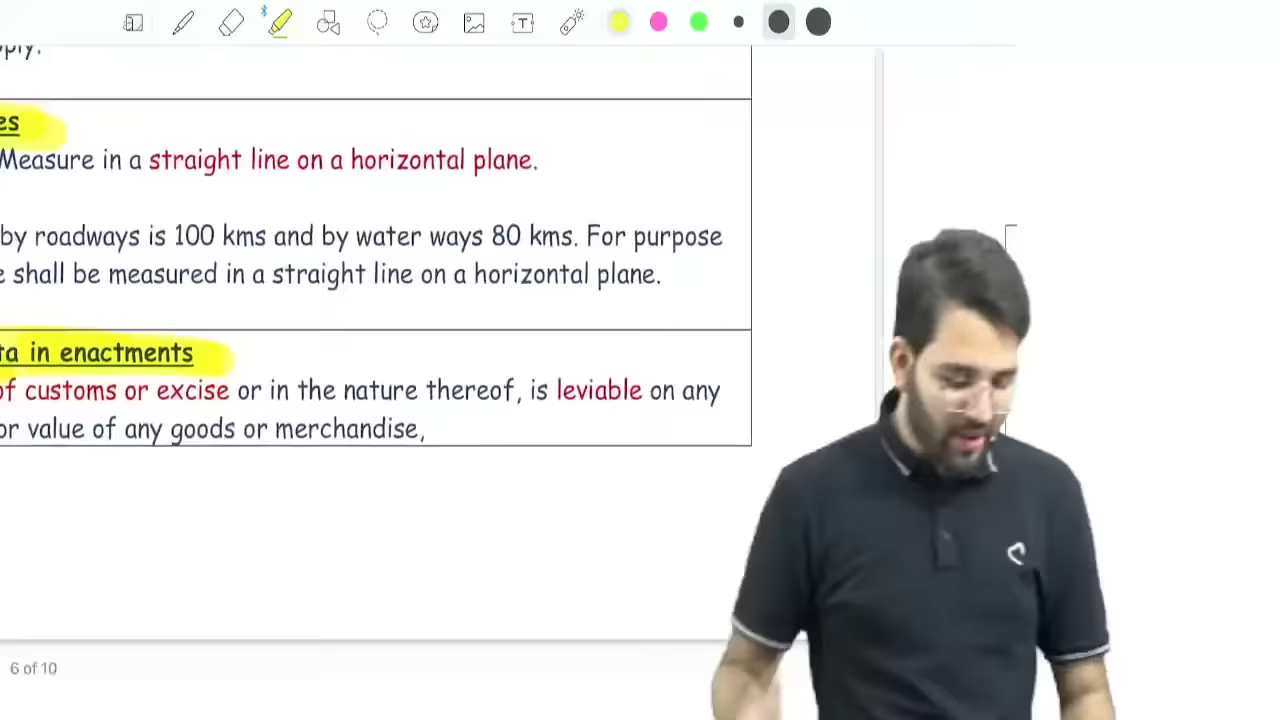 es
Measure in a straight line on a horizontal plane.
by roadways is 100 kms and by water ways 80 kms. For purpose
e shall be measured in a straight line on a horizontal plane.
ta in enactments
of customs or excise or in the nature thereof, is leviable on any
or value of any goods or merchandise,
6 of 10